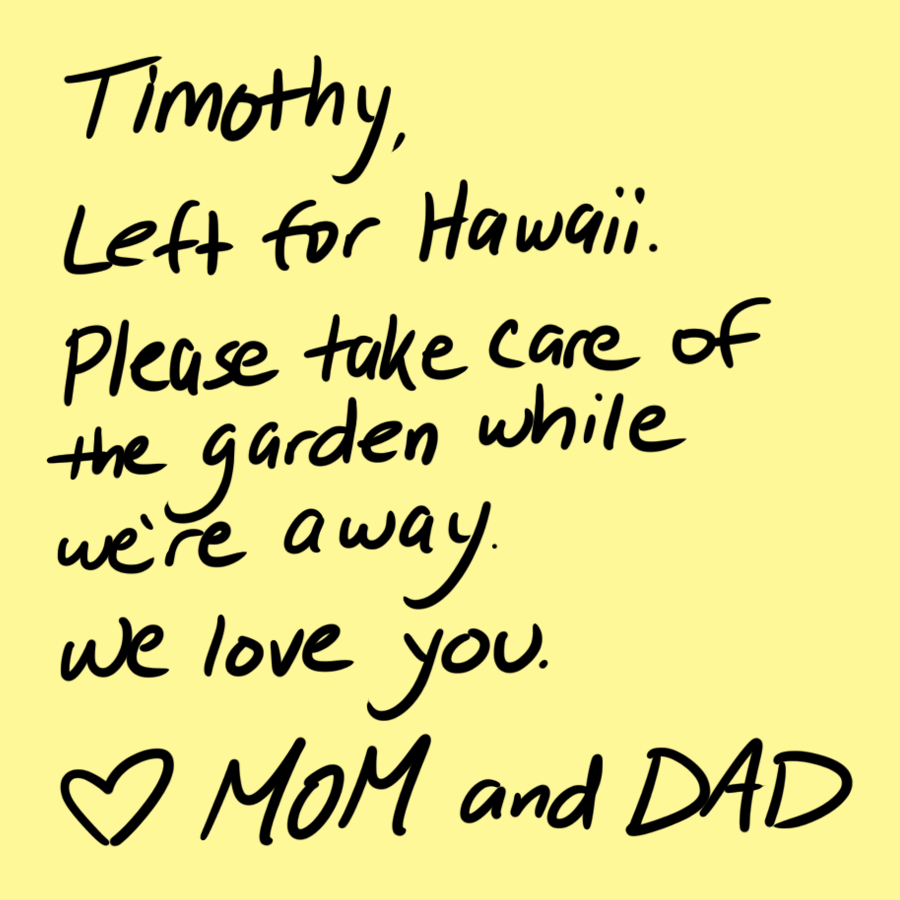 Timothy,
Left for Hawaii.
Please take care of
the garden while
we're away.
We love you.
♡ MOM and DAD